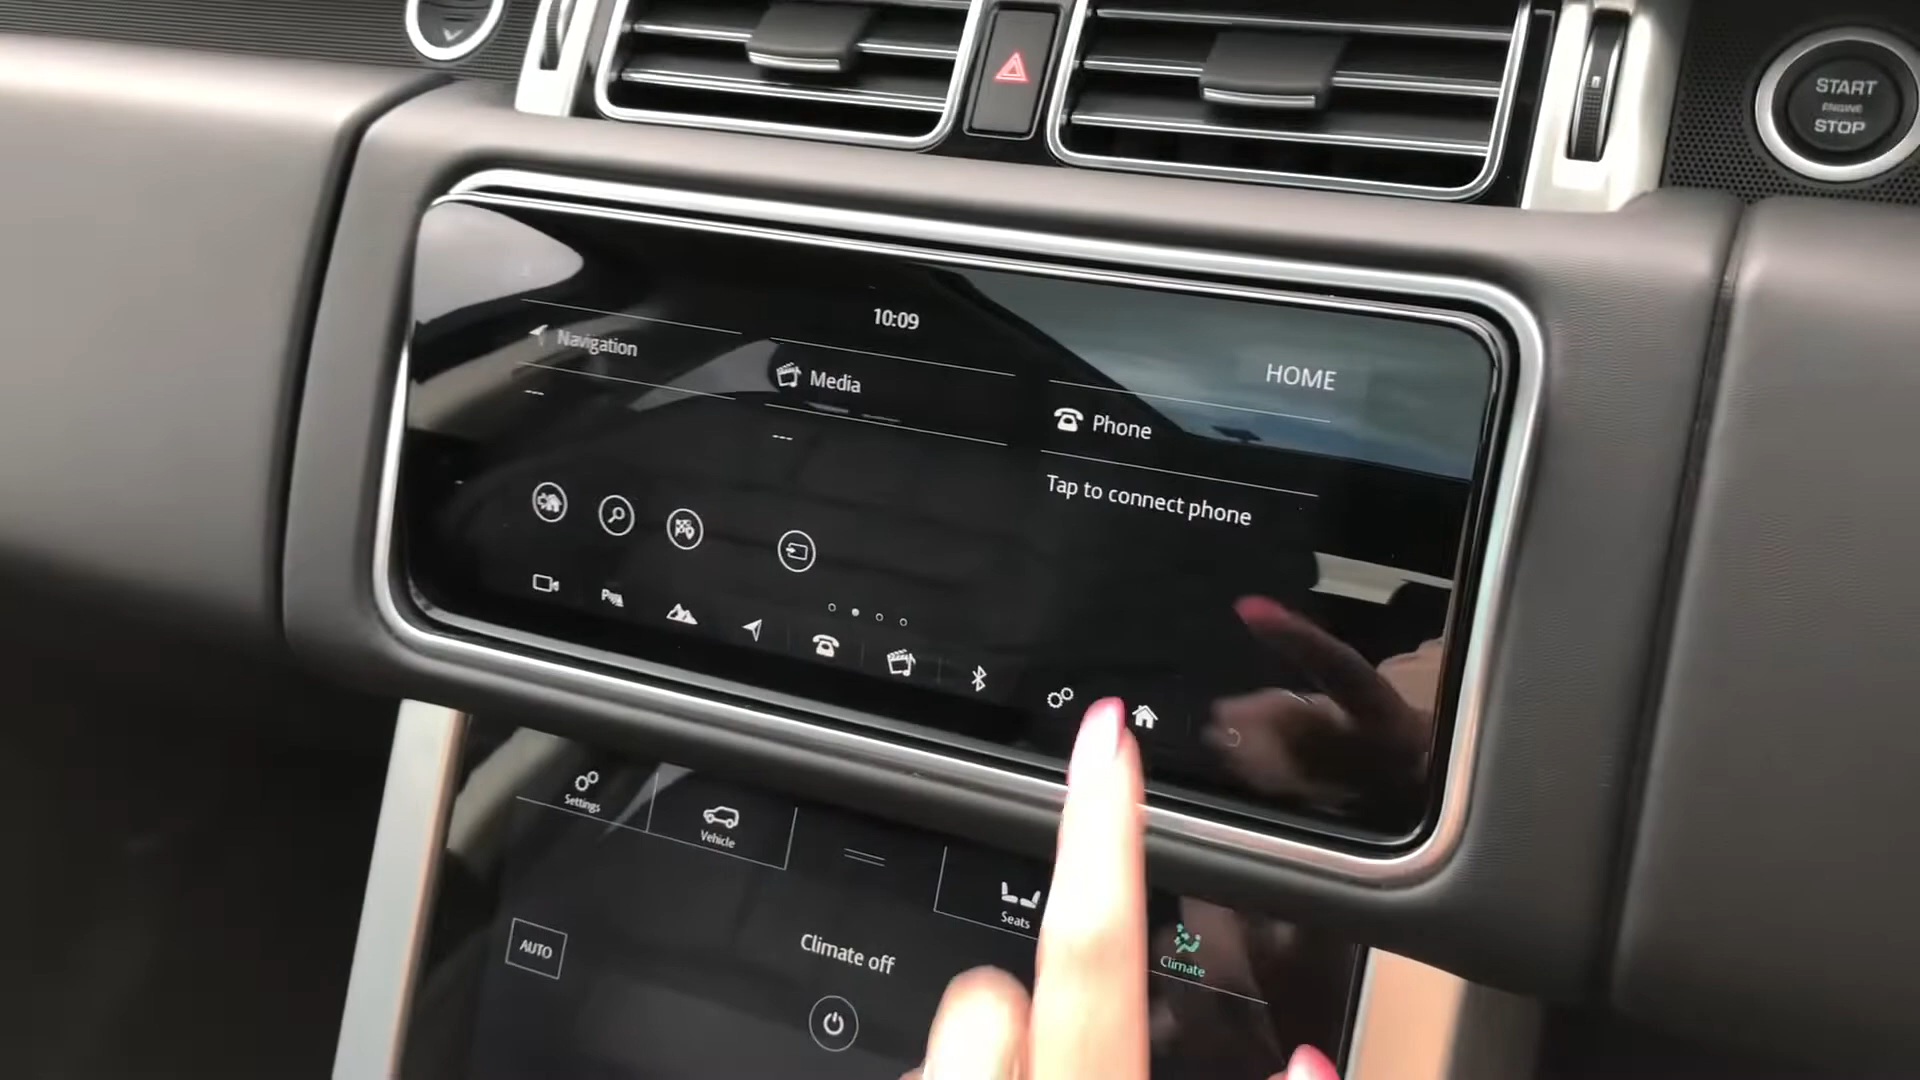 START
ENGINE
STOP
10:09
HOME
Navigation
Media
Phone
---
---
Tap to connect phone
Settings
Vehicle
Seats
Climate
AUTO
Climate off